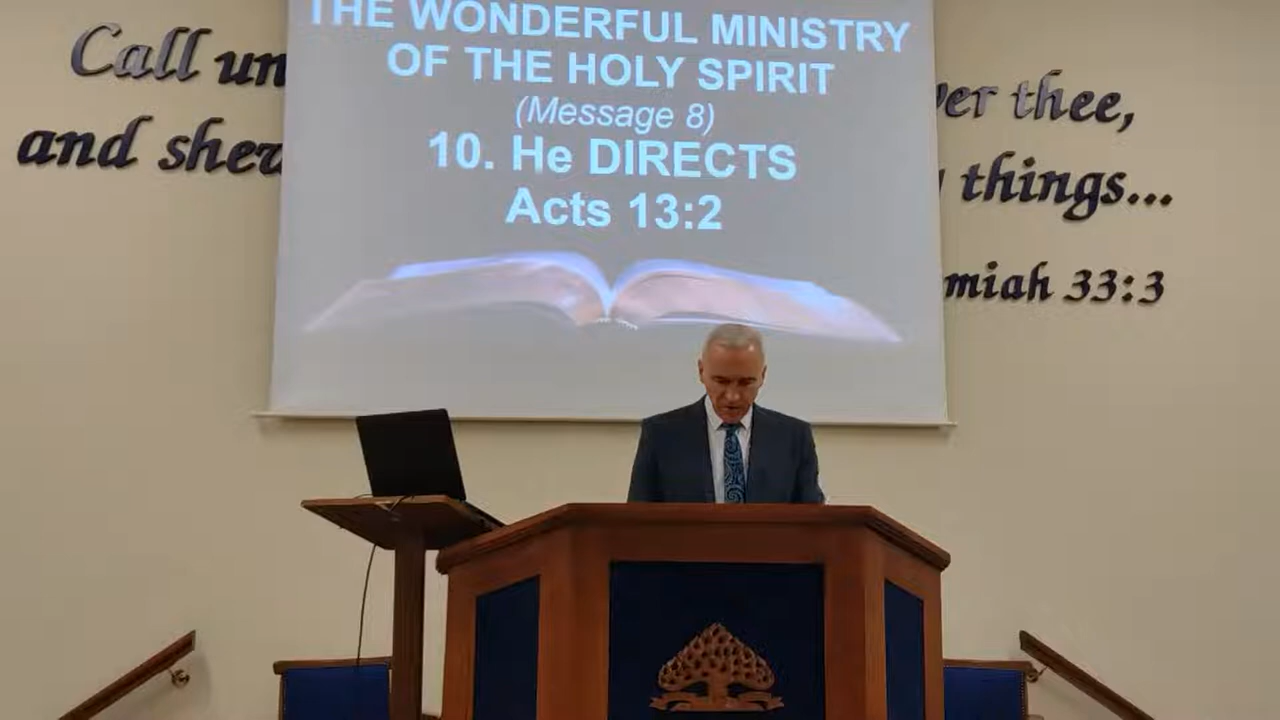 Call un
and shew
ver thee,
things...
miah 33:3
THE WONDERFUL MINISTRY
OF THE HOLY SPIRIT
(Message 8)
10. He DIRECTS
Acts 13:2